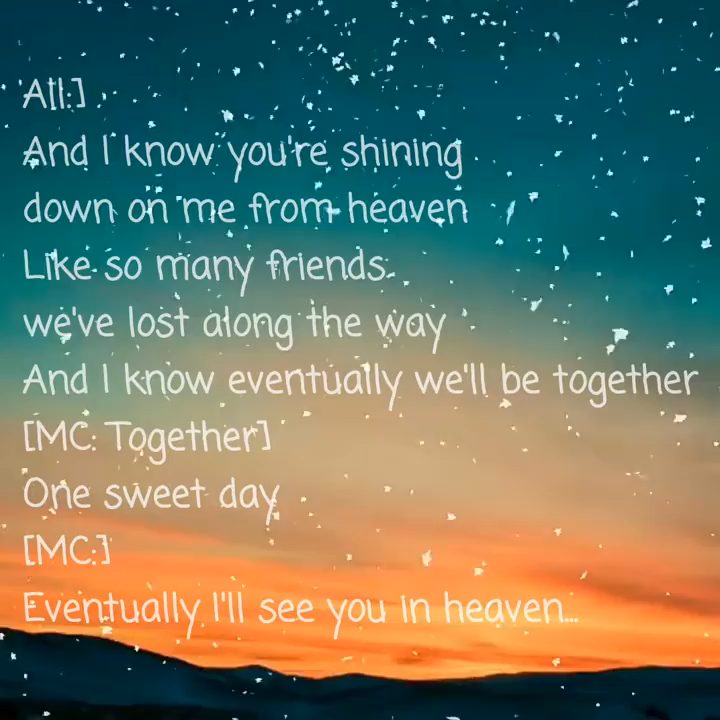 All:]
And I know you're shining
down on me from heaven
Like so many friends
we've lost along the way
And I know eventually we'll be together
[MC: Together]
One sweet day
[MC:]
Eventually I'll see you in heaven...